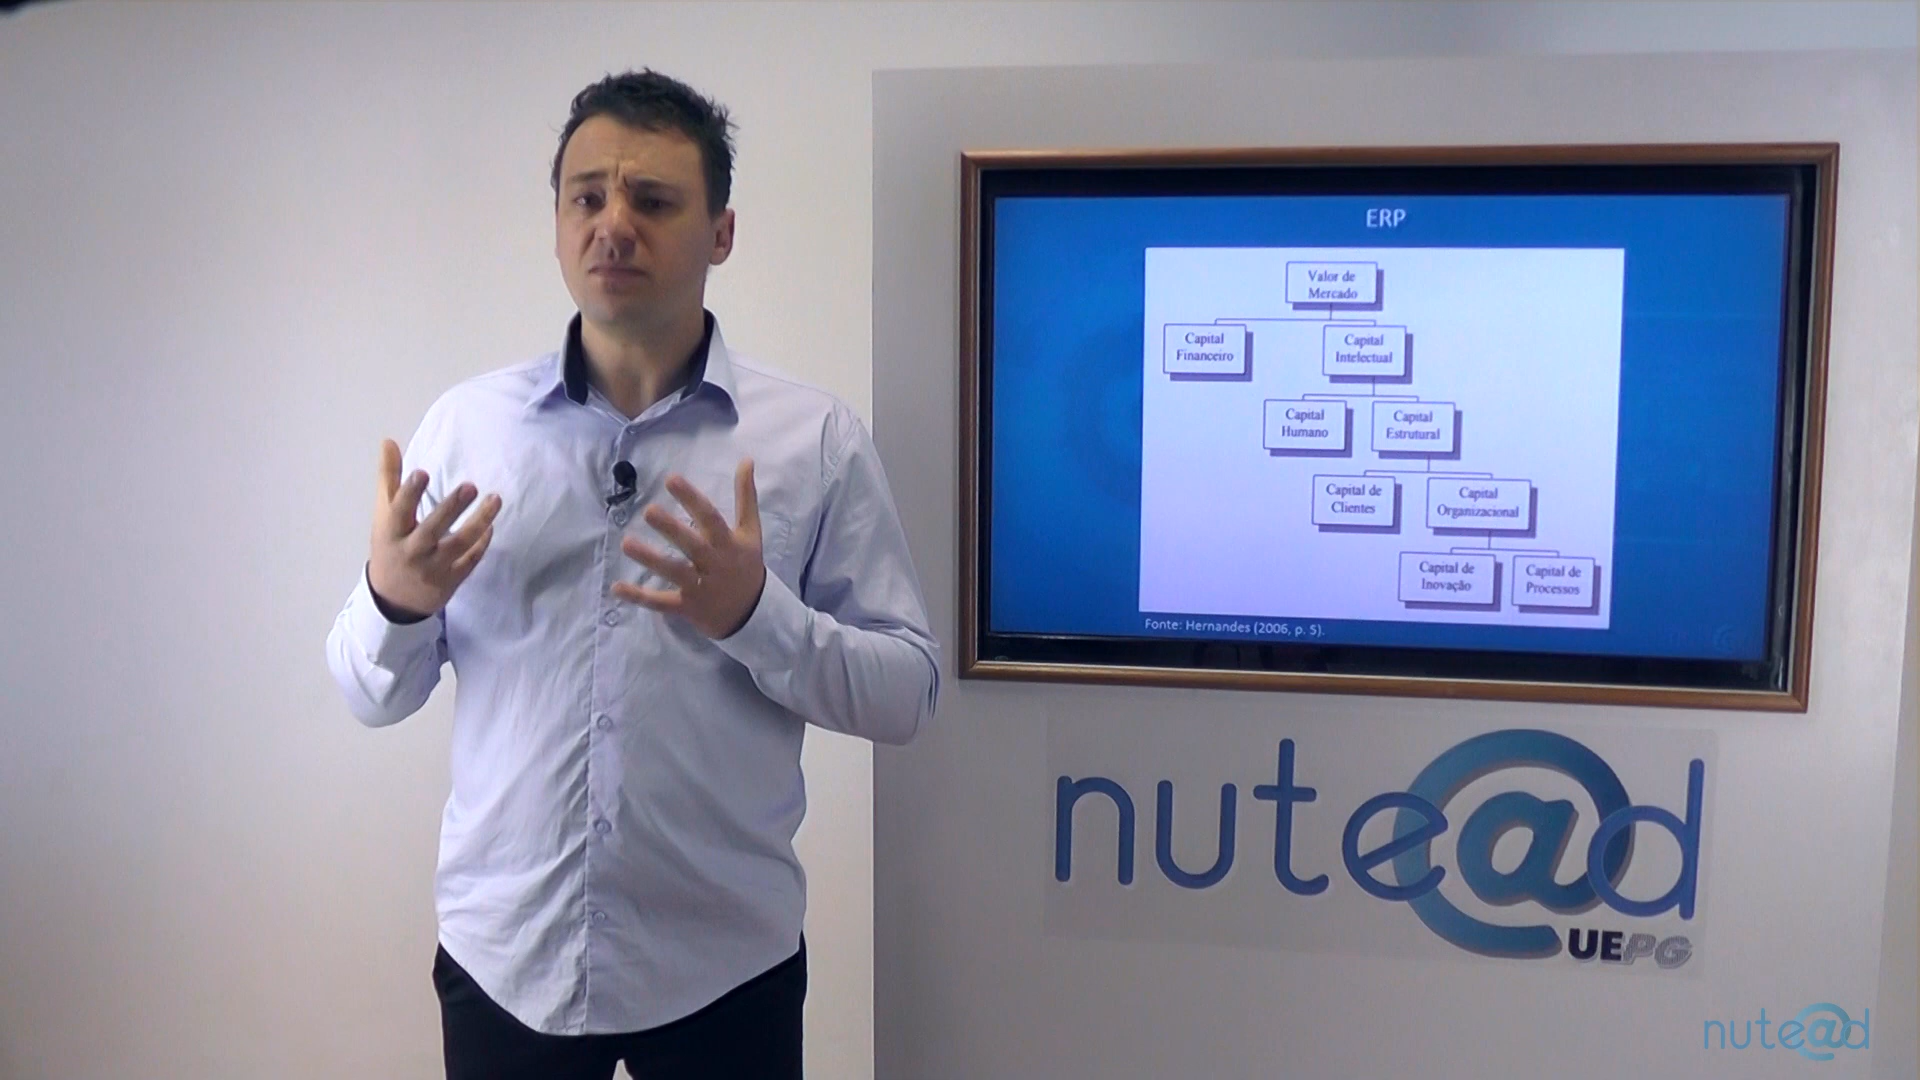 ERP
Valor de
Mercado
Capital
Financeiro
Capital
Intelectual
Capital
Humano
Capital
Estrutural
Capital de
Clientes
Capital
Organizacional
Capital de
Inovação
Capital de
Processos
Fonte: Hernandes (2006, p. 5).
nute@d
UEPG
nute@d